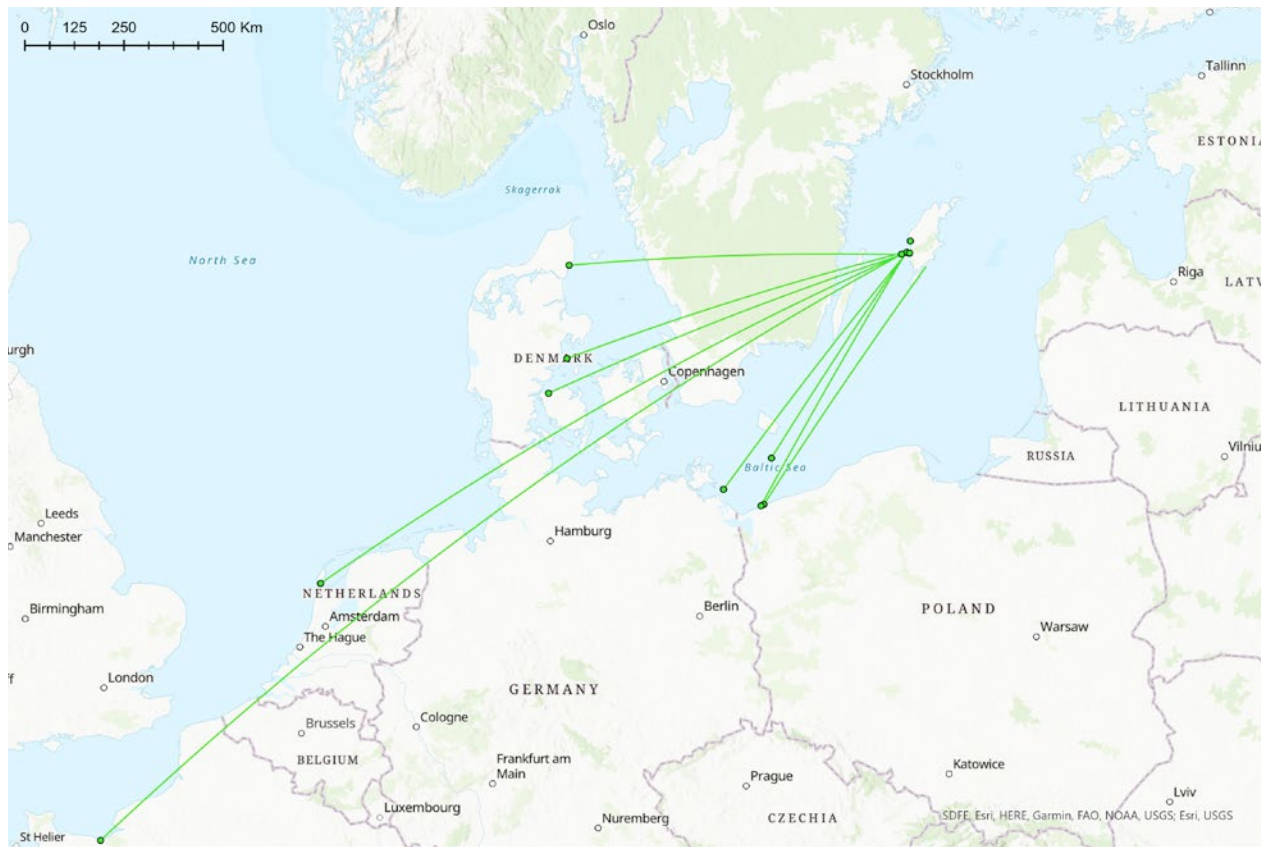 0 125 250 500 Km
Oslo
Stockholm
Tallinn
ESTONIA
Skagerrak
North Sea
Riga
LATV
urgh
DENMARK
Copenhagen
LITHUANIA
RUSSIA
Vilniu
Baltic Sea
Leeds
Manchester
Hamburg
NETHERLANDS
Birmingham
Amsterdam
Berlin
POLAND
The Hague
Warsaw
ff
London
GERMANY
Cologne
Brussels
BELGIUM
Frankfurt am
Main
Katowice
Prague
Luxembourg
Lviv
St Helier
Nuremberg
CZECHIA
SDFE, Esri, HERE, Garmin, FAO, NOAA, USGS; Esri, USGS